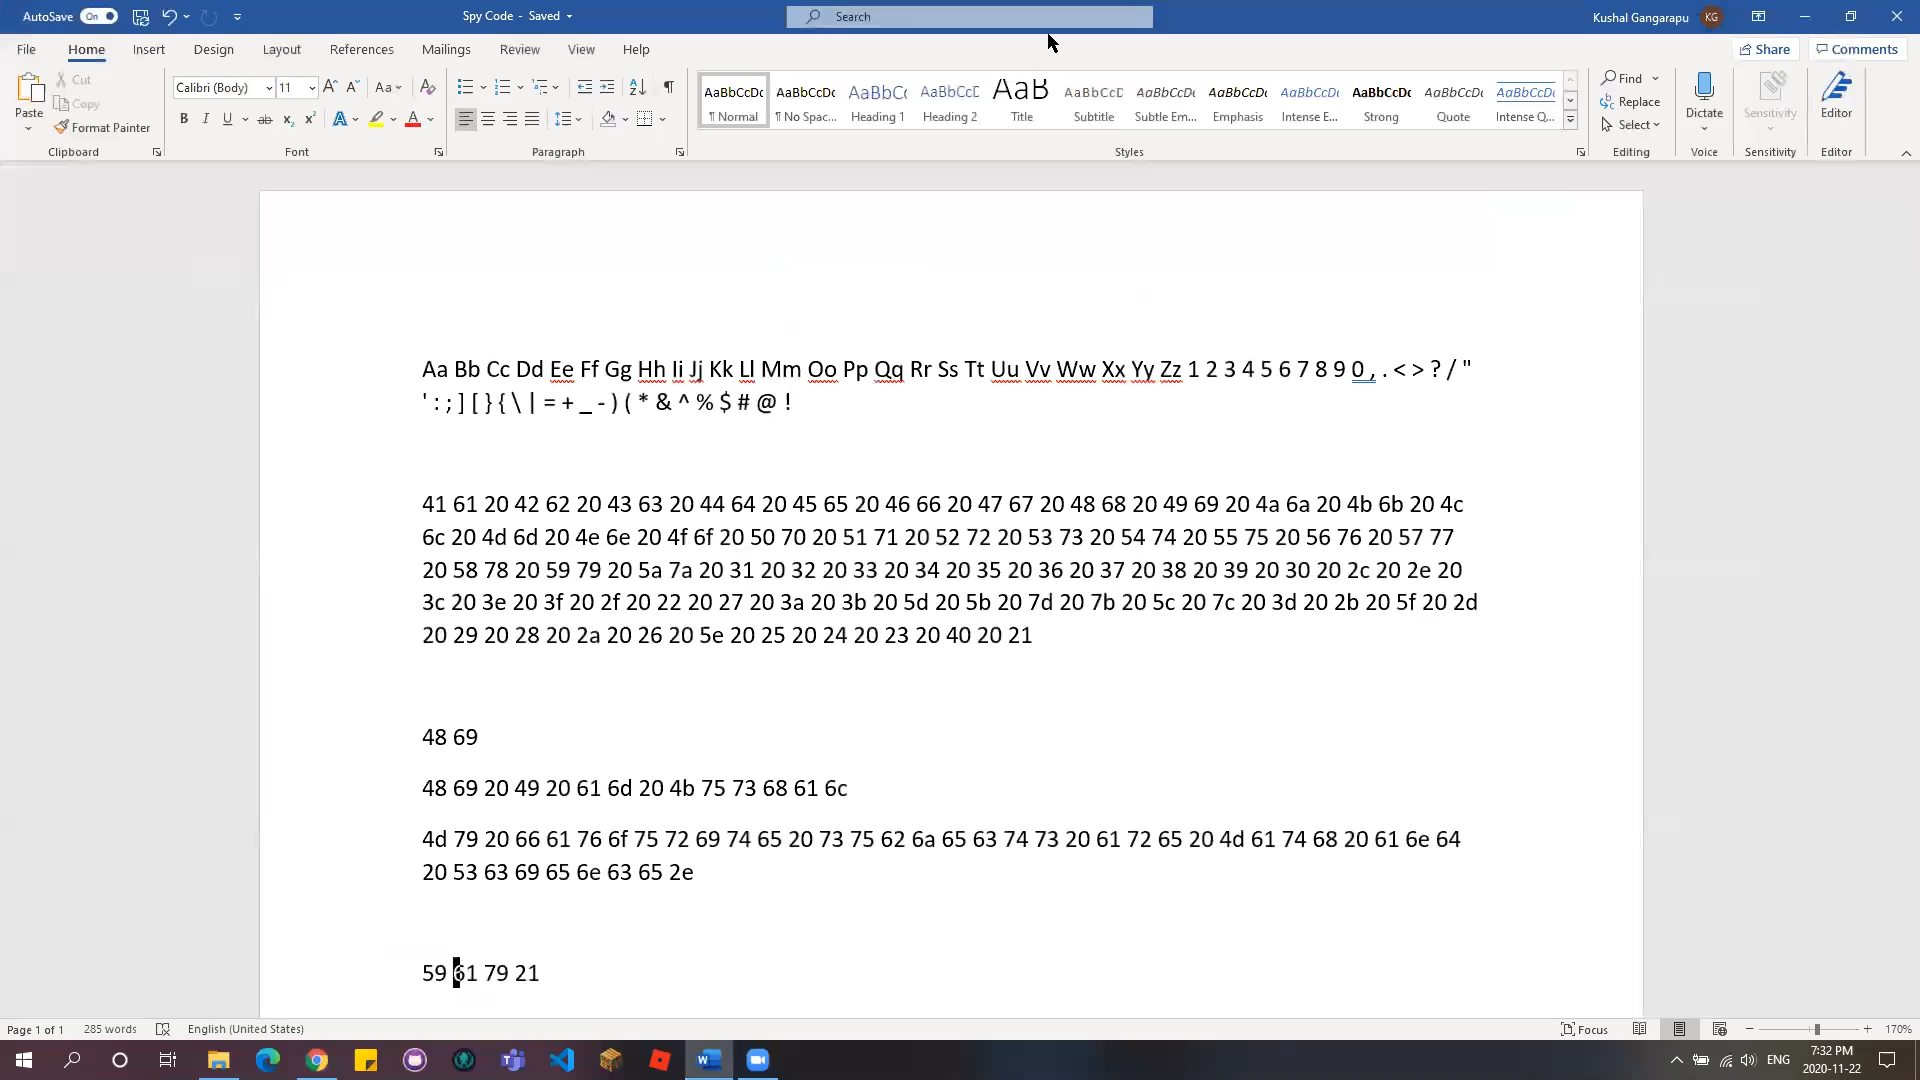 AutoSave On Spy Code - Saved Search Kushal Gangarapu KG
File Home Insert Design Layout References Mailings Review View Help Share Comments
Paste Cut Copy Format Painter
Calibri (Body) 11
AaBbCcDc AaBbCcDc AaBbCc AaBbCcD AaB AaBbCcD AaBbCcDc AaBbCcDc AaBbCcDc AaBbCcDc AaBbCcDc AaBbCcDc
¶ Normal ¶ No Spac... Heading 1 Heading 2 Title Subtitle Subtle Em... Emphasis Intense E... Strong Quote Intense Q...
Find Replace Select Dictate Sensitivity Editor
Clipboard Font Paragraph Styles Editing Voice Sensitivity Editor
Aa Bb Cc Dd Ee Ff Gg Hh Ii Jj Kk Ll Mm Oo Pp Qq Rr Ss Tt Uu Vv Ww Xx Yy Zz 1 2 3 4 5 6 7 8 9 0 , . < > ? / "
' : ; ] [ } { \ | = + _ - ) ( * & ^ % $ # @ !
41 61 20 42 62 20 43 63 20 44 64 20 45 65 20 46 66 20 47 67 20 48 68 20 49 69 20 4a 6a 20 4b 6b 20 4c
6c 20 4d 6d 20 4e 6e 20 4f 6f 20 50 70 20 51 71 20 52 72 20 53 73 20 54 74 20 55 75 20 56 76 20 57 77
20 58 78 20 59 79 20 5a 7a 20 31 20 32 20 33 20 34 20 35 20 36 20 37 20 38 20 39 20 30 20 2c 20 2e 20
3c 20 3e 20 3f 20 2f 20 22 20 27 20 3a 20 3b 20 5d 20 5b 20 7d 20 7b 20 5c 20 7c 20 3d 20 2b 20 5f 20 2d
20 29 20 28 20 2a 20 26 20 5e 20 25 20 24 20 23 20 40 20 21
48 69
48 69 20 49 20 61 6d 20 4b 75 73 68 61 6c
4d 79 20 66 61 76 6f 75 72 69 74 65 20 73 75 62 6a 65 63 74 73 20 61 72 65 20 4d 61 74 68 20 61 6e 64
20 53 63 69 65 6e 63 65 2e
59 61 79 21
Page 1 of 1 285 words English (United States) Focus 170%
ENG 7:32 PM
2020-11-22